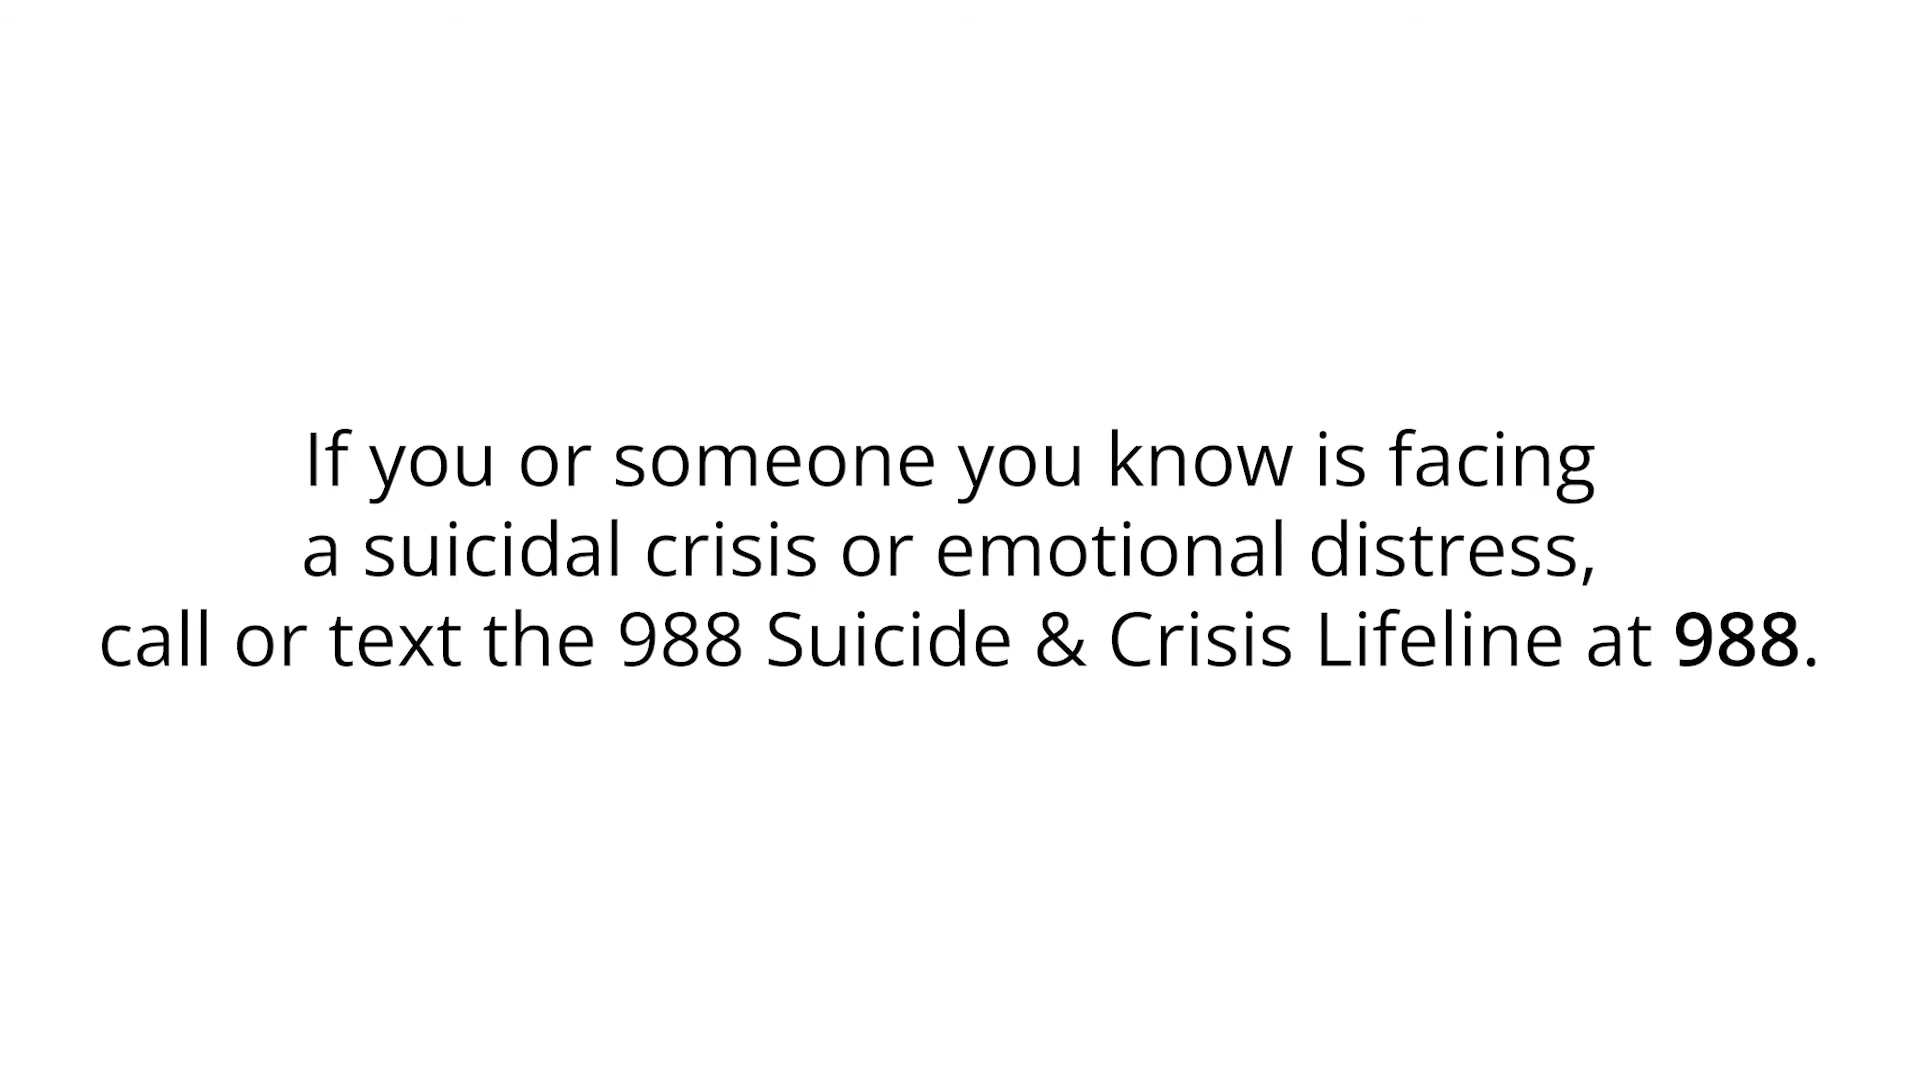 If you or someone you know is facing
a suicidal crisis or emotional distress,
call or text the 988 Suicide & Crisis Lifeline at 988.